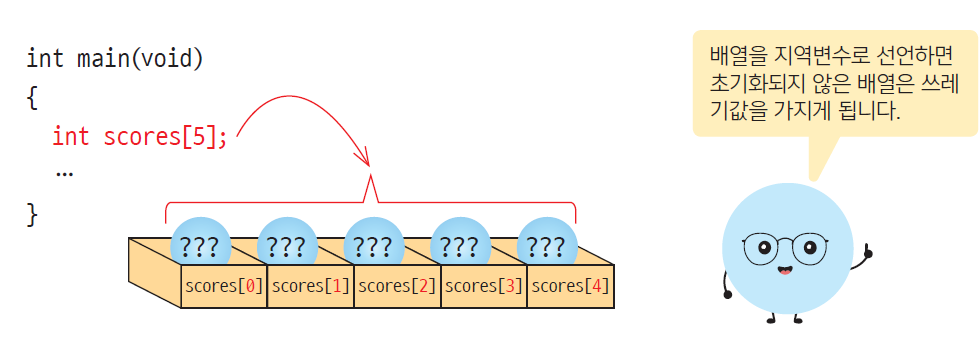 int main(void)
{
int scores[5];
...
}
??? ??? ??? ??? ???
scores[0] scores[1] scores[2] scores[3] scores[4]
배열을 지역변수로 선언하면
초기화되지 않은 배열은 쓰레
기값을 가지게 됩니다.